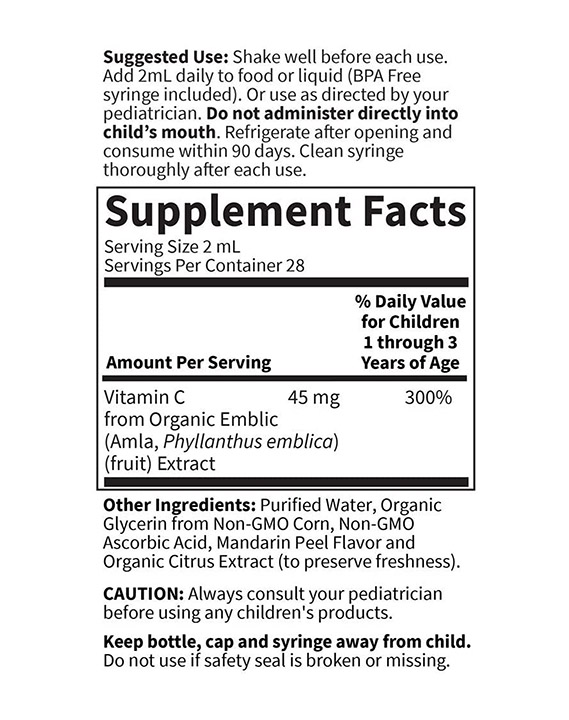 Suggested Use: Shake well before each use.
Add 2mL daily to food or liquid (BPA Free
syringe included). Or use as directed by your
pediatrician. Do not administer directly into
child’s mouth. Refrigerate after opening and
consume within 90 days. Clean syringe
thoroughly after each use.
Supplement Facts
Serving Size 2 mL
Servings Per Container 28
% Daily Value
for Children
1 through 3
Amount Per Serving Years of Age
Vitamin C 45 mg 300%
from Organic Emblic
(Amla, Phyllanthus emblica)
(fruit) Extract
Other Ingredients: Purified Water, Organic
Glycerin from Non-GMO Corn, Non-GMO
Ascorbic Acid, Mandarin Peel Flavor and
Organic Citrus Extract (to preserve freshness).
CAUTION: Always consult your pediatrician
before using any children's products.
Keep bottle, cap and syringe away from child.
Do not use if safety seal is broken or missing.